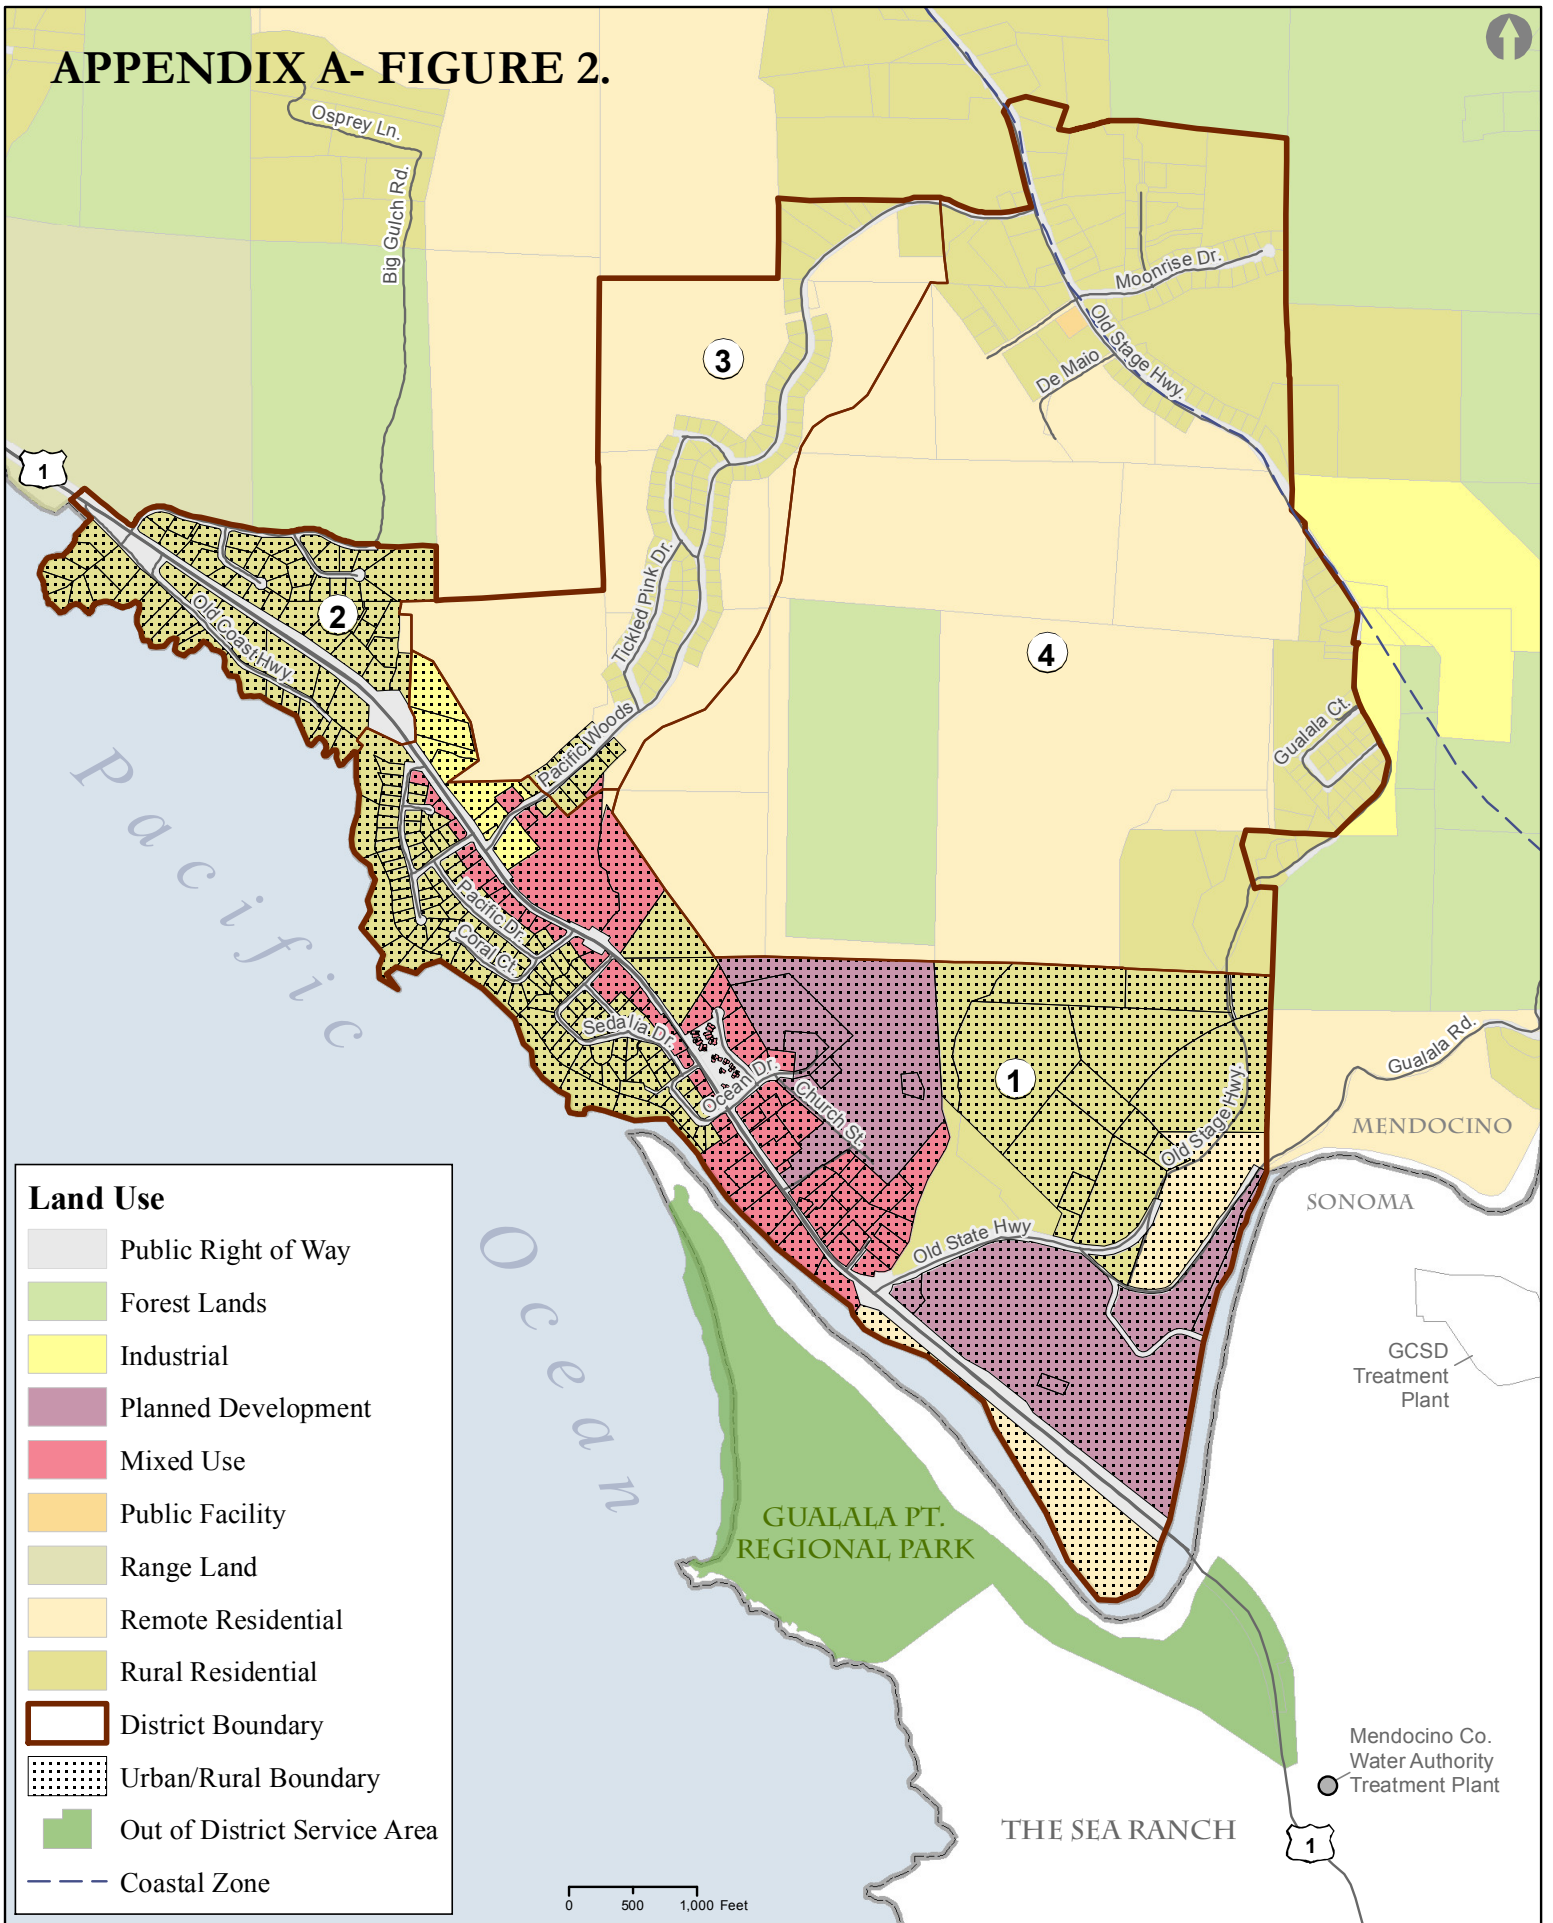 APPENDIX A- FIGURE 2.
Osprey Ln.
Big Gulch Rd.
Moonrise Dr.
Old Stage Hwy.
De Maio
3
1
Tickled Pink Dr.
2
Old Coast Hwy.
4
Gualala Ct.
Pacific Woods
Pacific
Ocean
Pacific Dr.
Coral Ct.
Sedalia Dr.
Ocean Dr.
Church St.
1
Old Stage Hwy.
Gualala Rd.
MENDOCINO
SONOMA
Old State Hwy
GCSD
Treatment
Plant
GUALALA PT.
REGIONAL PARK
Mendocino Co.
Water Authority
Treatment Plant
THE SEA RANCH
1
Land Use
Public Right of Way
Forest Lands
Industrial
Planned Development
Mixed Use
Public Facility
Range Land
Remote Residential
Rural Residential
District Boundary
Urban/Rural Boundary
Out of District Service Area
Coastal Zone
0 500 1,000 Feet